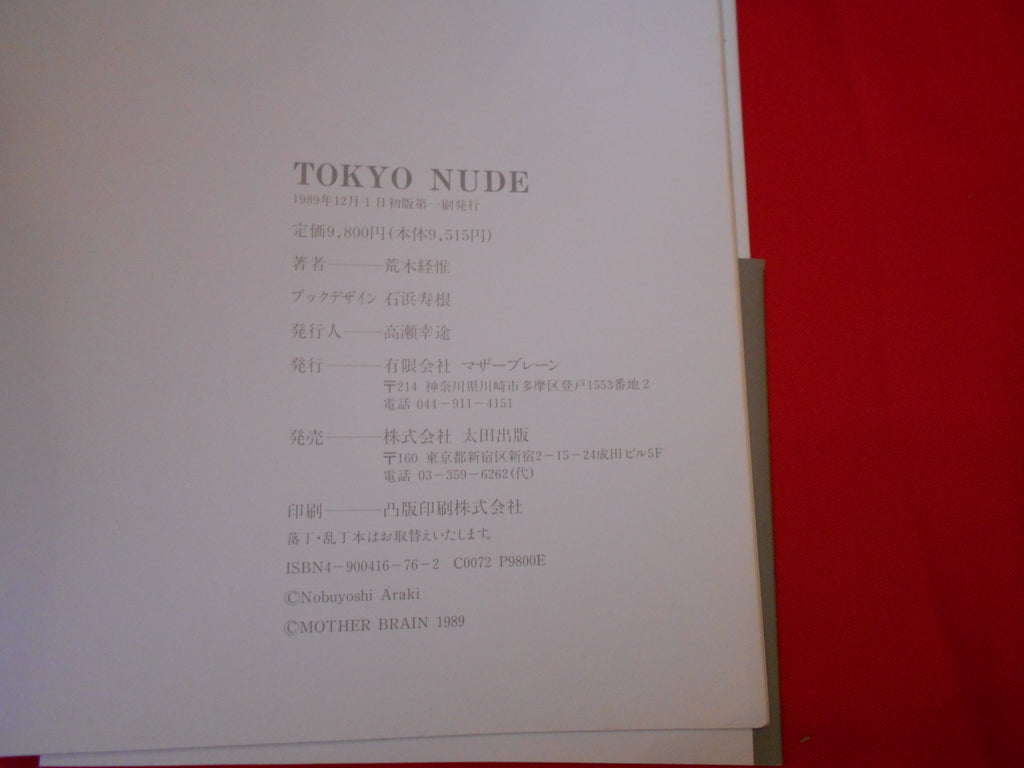 TOKYO NUDE
1989年12月1日初版第一刷発行
定価9,800円(本体9,515円)
著者――荒木経惟
ブックデザイン 石浜寿根
発行人――高瀬幸途
発行――有限会社 マザーブレーン
〒214 神奈川県川崎市多摩区登戸1553番地2
電話 044-911-4151
発売――株式会社 太田出版
〒160 東京都新宿区新宿2-15-24成田ビル5F
電話 03-359-6262(代)
印刷――凸版印刷株式会社
落丁・乱丁本はお取替えいたします。
ISBN4-900416-76-2 C0072 P9800E
©Nobuyoshi Araki
©MOTHER BRAIN 1989